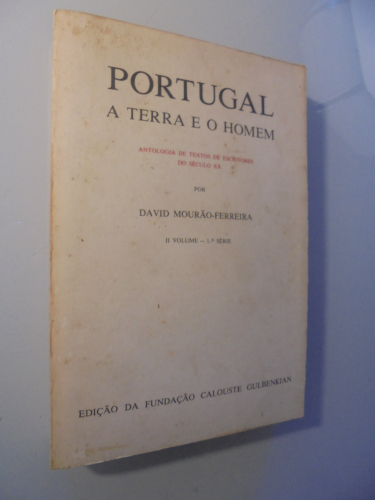 PORTUGAL
A TERRA E O HOMEM
ANTOLOGIA DE TEXTOS DE ESCRITORES
DO SÉCULO XX
POR
DAVID MOURÃO-FERREIRA
II VOLUME — 1.ª SÉRIE
EDIÇÃO DA FUNDAÇÃO CALOUSTE GULBENKIAN